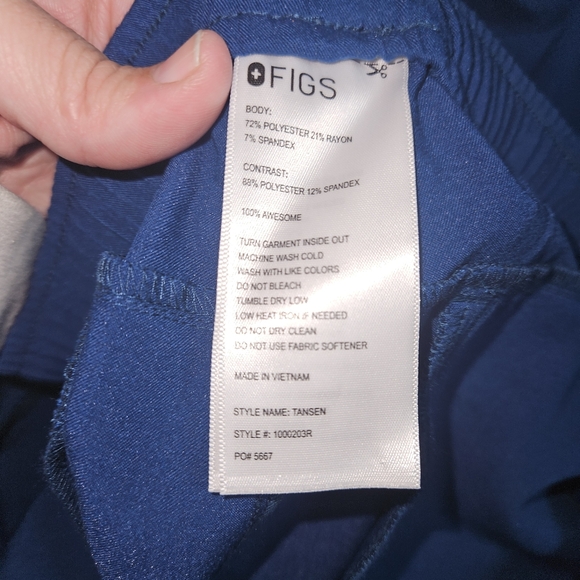 FIGS
BODY:
72% POLYESTER 21% RAYON
7% SPANDEX
CONTRAST:
88% POLYESTER 12% SPANDEX
100% AWESOME
TURN GARMENT INSIDE OUT
MACHINE WASH COLD
WASH WITH LIKE COLORS
DO NOT BLEACH
TUMBLE DRY LOW
LOW HEAT IRON IF NEEDED
DO NOT DRY CLEAN
DO NOT USE FABRIC SOFTENER
MADE IN VIETNAM
STYLE NAME: TANSEN
STYLE #: 1000203R
PO# 5667